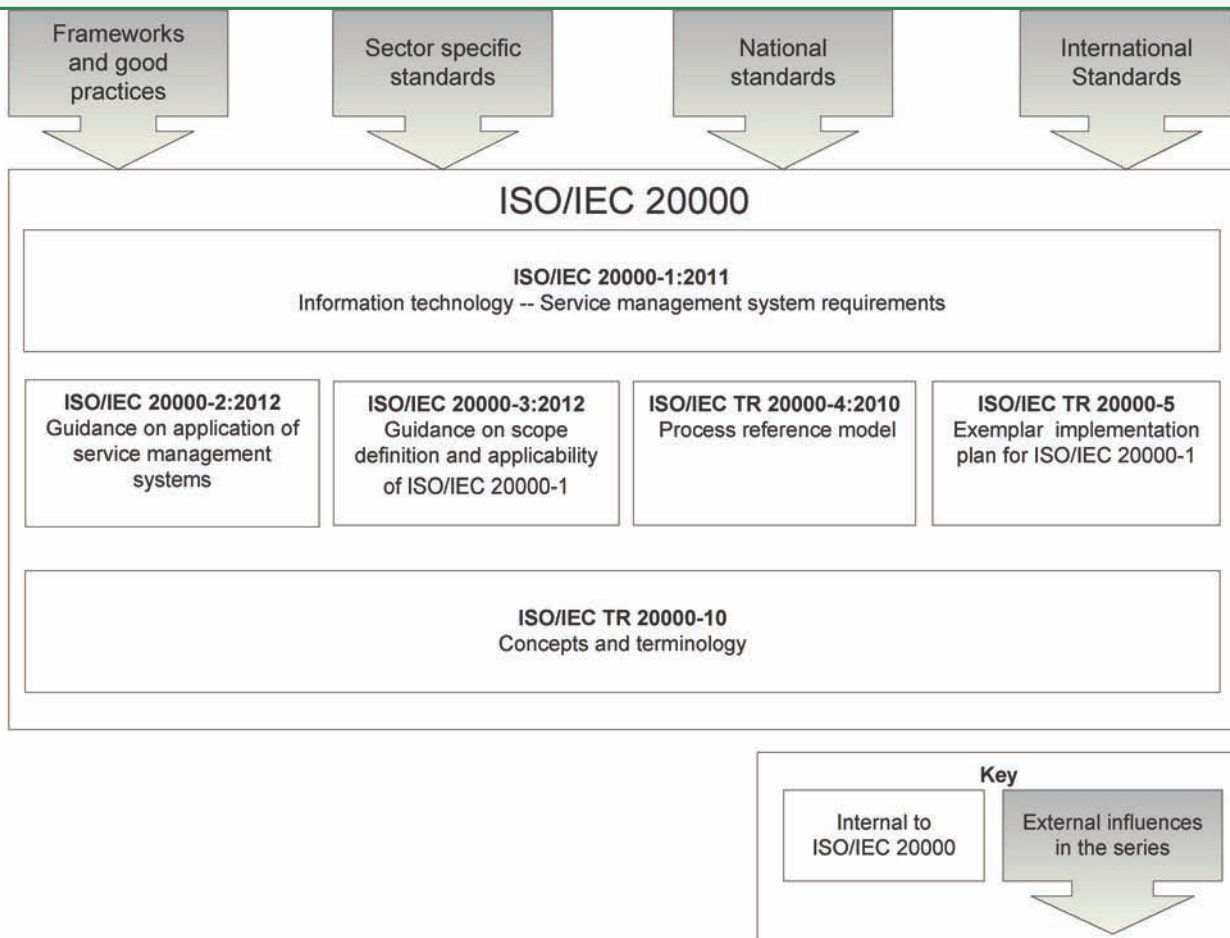 Frameworks
and good
practices
Sector specific
standards
National
standards
International
Standards
ISO/IEC 20000
ISO/IEC 20000-1:2011
Information technology -- Service management system requirements
ISO/IEC 20000-2:2012
Guidance on application of
service management
systems
ISO/IEC 20000-3:2012
Guidance on scope
definition and applicability
of ISO/IEC 20000-1
ISO/IEC TR 20000-4:2010
Process reference model
ISO/IEC TR 20000-5
Exemplar implementation
plan for ISO/IEC 20000-1
ISO/IEC TR 20000-10
Concepts and terminology
Key
Internal to
ISO/IEC 20000
External influences
in the series